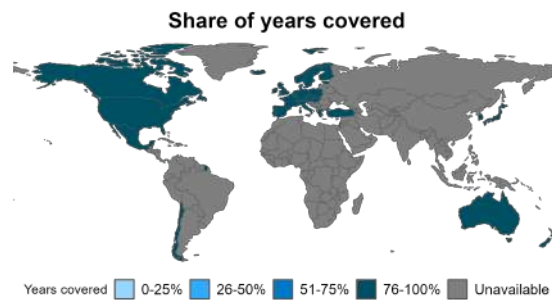 Share of years covered
Years covered 0-25% 26-50% 51-75% 76-100% Unavailable